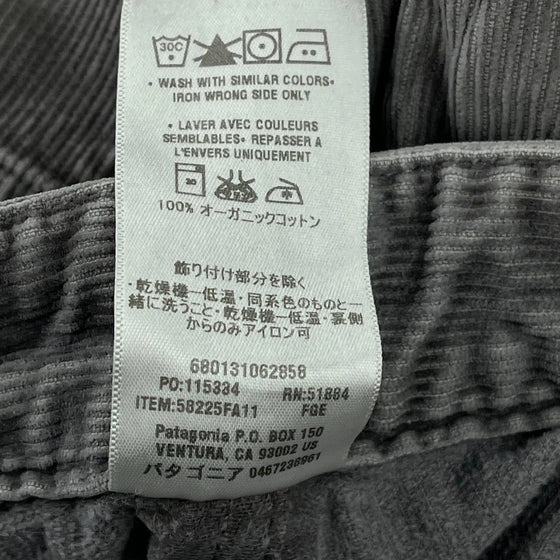 30C
• WASH WITH SIMILAR COLORS•
IRON WRONG SIDE ONLY
• LAVER AVEC COULEURS
SEMBLABLES• REPASSER A
L'ENVERS UNIQUEMENT
30
100% オーガニックコットン
飾り付け部分を除く
・乾燥機ー低温・同系色のものと一
緒に洗うこと・乾燥機ー低温・裏側
からのみアイロン可
680131062858
PO:115334 RN:51884
ITEM:58225FA11 FGE
Patagonia P.O. BOX 150
VENTURA, CA 93002 US
パタゴニア 0467238961